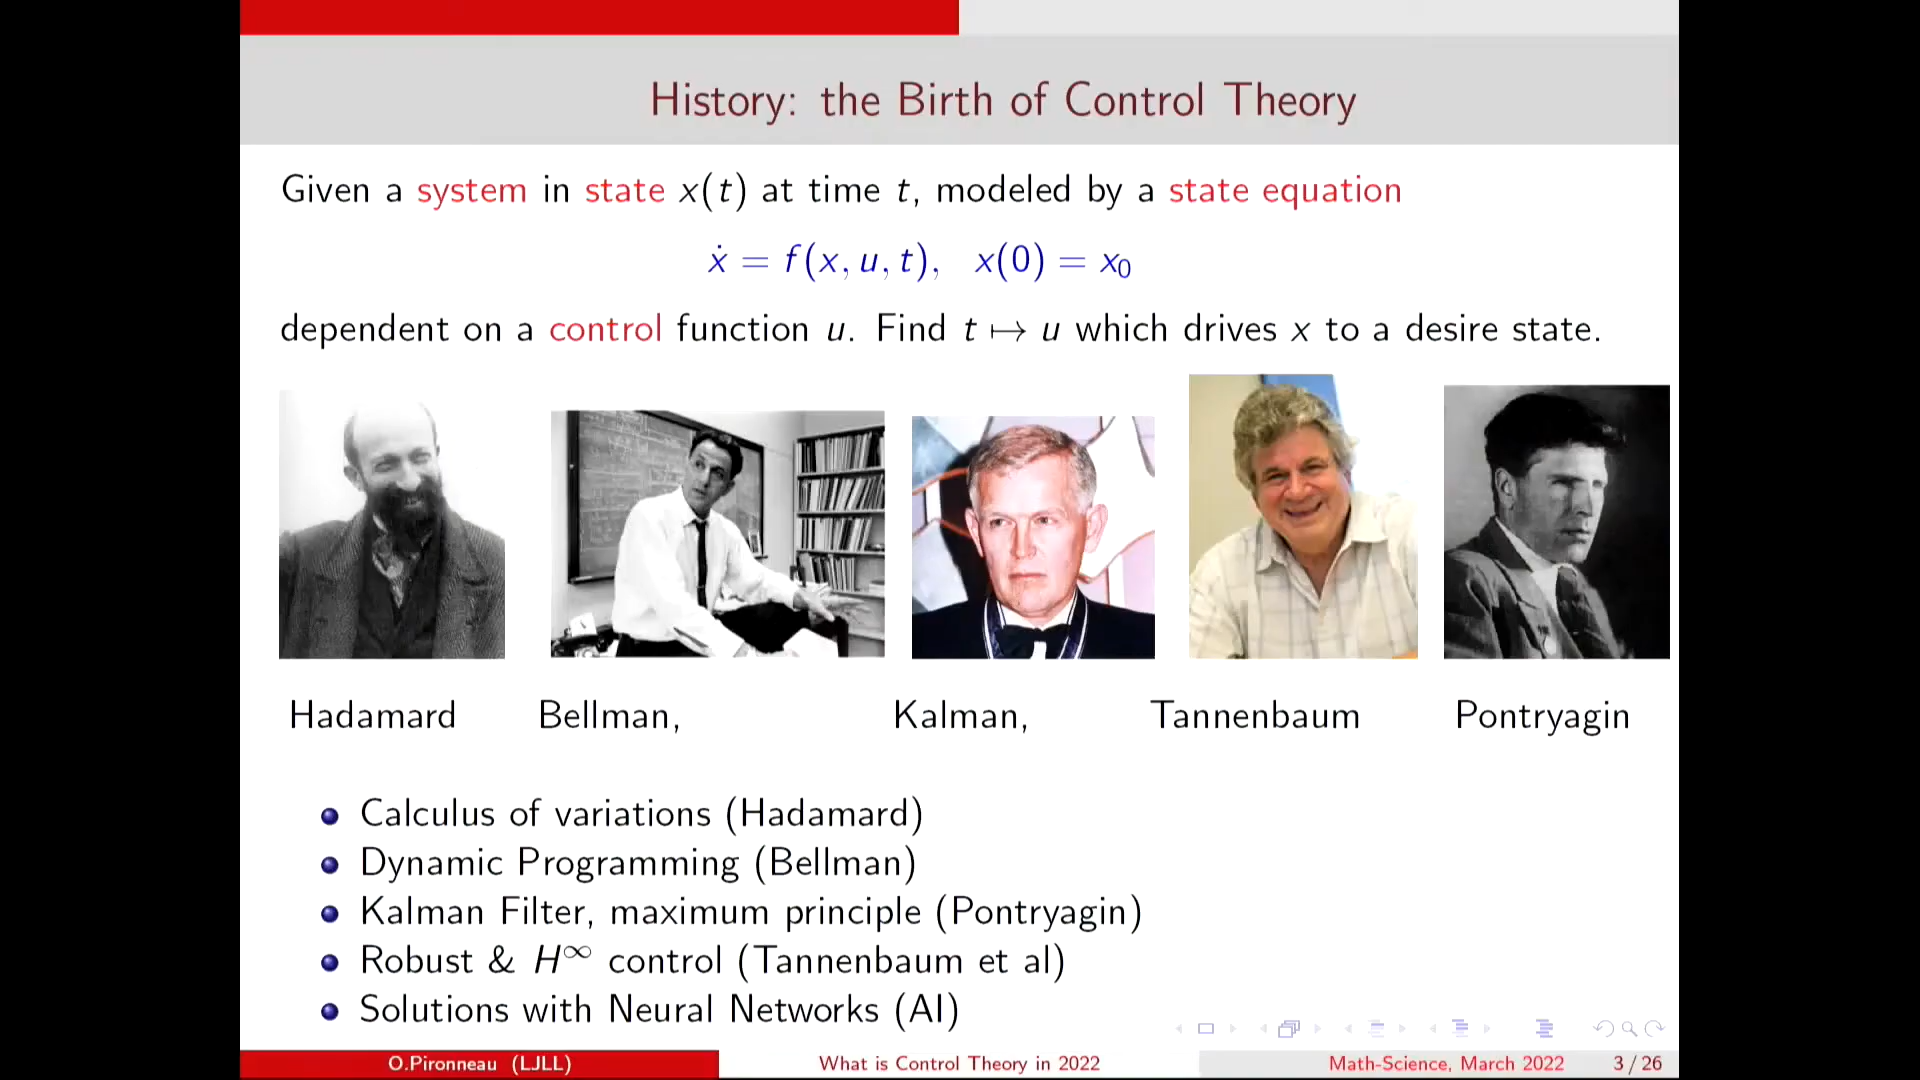 History: the Birth of Control Theory
Given a system in state x(t) at time t, modeled by a state equation
ẋ = f(x, u, t), x(0) = x₀
dependent on a control function u. Find t ↦ u which drives x to a desire state.
Hadamard Bellman, Kalman, Tannenbaum Pontryagin
Calculus of variations (Hadamard)
Dynamic Programming (Bellman)
Kalman Filter, maximum principle (Pontryagin)
Robust & H∞ control (Tannenbaum et al)
Solutions with Neural Networks (AI)
O.Pironneau (LJLL) What is Control Theory in 2022 Math-Science, March 2022 3 / 26